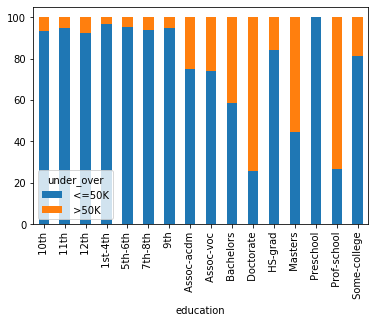 100
80
60
40
20
0
under_over
<=50K
>50K
10th
11th
12th
1st-4th
5th-6th
7th-8th
9th
Assoc-acdm
Assoc-voc
Bachelors
Doctorate
HS-grad
Masters
Preschool
Prof-school
Some-college
education